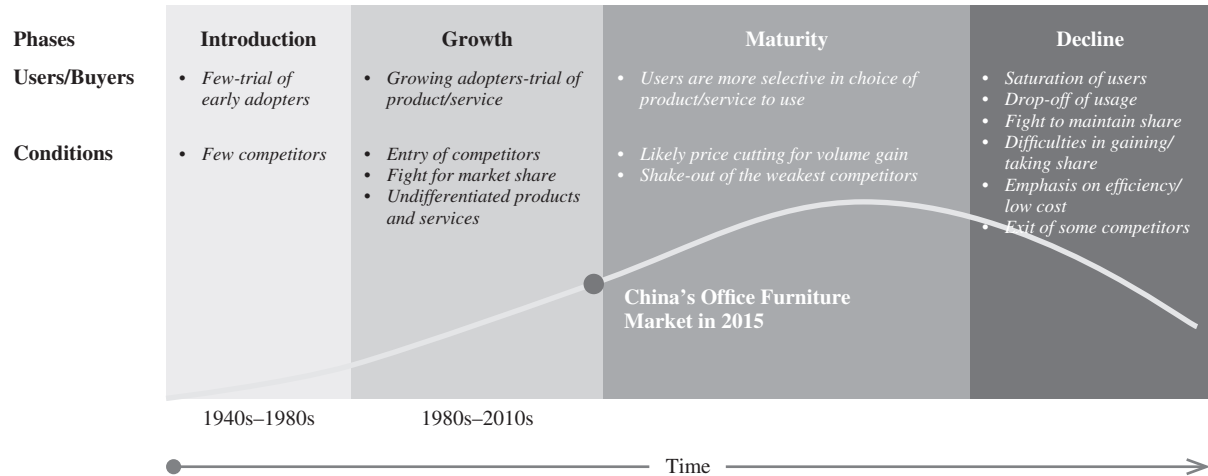 Phases
Introduction
Growth
Maturity
Decline
Users/Buyers
• Few-trial of
early adopters
• Growing adopters-trial of
product/service
• Users are more selective in choice of
product/service to use
• Saturation of users
• Drop-off of usage
• Fight to maintain share
• Difficulties in gaining/
taking share
• Emphasis on efficiency/
low cost
• Exit of some competitors
Conditions
• Few competitors
• Entry of competitors
• Fight for market share
• Undifferentiated products
and services
• Likely price cutting for volume gain
• Shake-out of the weakest competitors
China’s Office Furniture
Market in 2015
1940s–1980s
1980s–2010s
Time